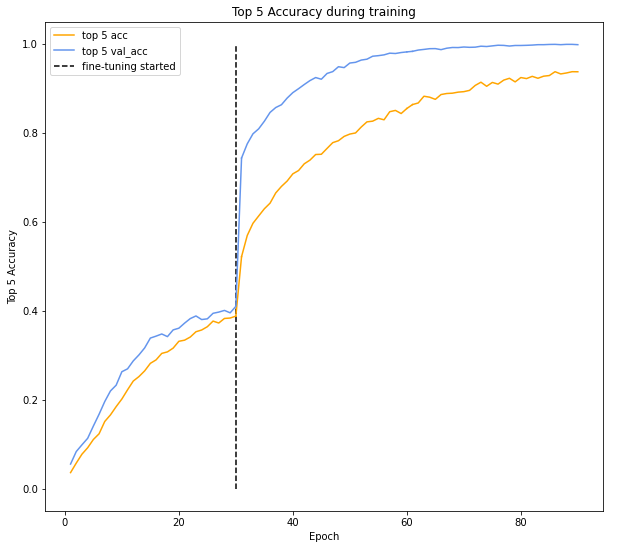 Top 5 Accuracy during training
top 5 acc
top 5 val_acc
fine-tuning started
Top 5 Accuracy
1.0
0.8
0.6
0.4
0.2
0.0
0 20 40 60 80
Epoch